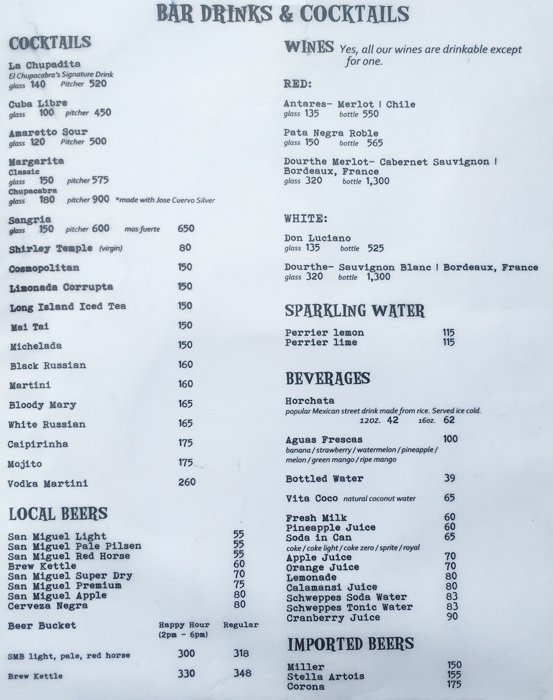 BAR DRINKS & COCKTAILS
COCKTAILS
La Chupadita
El Chupacabra's Signature Drink
glass 140 Pitcher 520
Cuba Libre
glass 100 pitcher 450
Amaretto Sour
glass 120 Pitcher 500
Margarita
Classic
glass 150 pitcher 575
Chupacabra
glass 180 pitcher 900 *made with Jose Cuervo Silver
Sangria
glass 150 pitcher 600 mas fuerte 650
Shirley Temple (virgin) 80
Cosmopolitan 150
Limonada Corrupta 150
Long Island Iced Tea 150
Mai Tai 150
Michelada 150
Black Russian 160
Martini 160
Bloody Mary 165
White Russian 165
Caipirinha 175
Mojito 175
Vodka Martini 260
LOCAL BEERS
San Miguel Light 55
San Miguel Pale Pilsen 55
San Miguel Red Horse 55
Brew Kettle 60
San Miguel Super Dry 70
San Miguel Premium 75
San Miguel Apple 80
Cerveza Negra 80
Beer Bucket Happy Hour Regular
(2pm - 6pm)
SMB light, pale, red horse 300 318
Brew Kettle 330 348
WINES Yes, all our wines are drinkable except
for one.
RED:
Antares- Merlot | Chile
glass 135 bottle 550
Pata Negra Roble
glass 150 bottle 565
Dourthe Merlot- Cabernet Sauvignon |
Bordeaux, France
glass 320 bottle 1,300
WHITE:
Don Luciano
glass 135 bottle 525
Dourthe- Sauvignon Blanc | Bordeaux, France
glass 320 bottle 1,300
SPARKLING WATER
Perrier lemon 115
Perrier lime 115
BEVERAGES
Horchata
popular Mexican street drink made from rice. Served ice cold.
12oz. 42 16oz. 62
Aguas Frescas 100
banana / strawberry / watermelon / pineapple /
melon / green mango / ripe mango
Bottled Water 39
Vita Coco natural coconut water 65
Fresh Milk 60
Pineapple Juice 60
Soda in Can 65
coke / coke light / coke zero / sprite / royal
Apple Juice 70
Orange Juice 70
Lemonade 80
Calamansi Juice 80
Schweppes Soda Water 83
Schweppes Tonic Water 83
Cranberry Juice 90
IMPORTED BEERS
Miller 150
Stella Artois 155
Corona 175